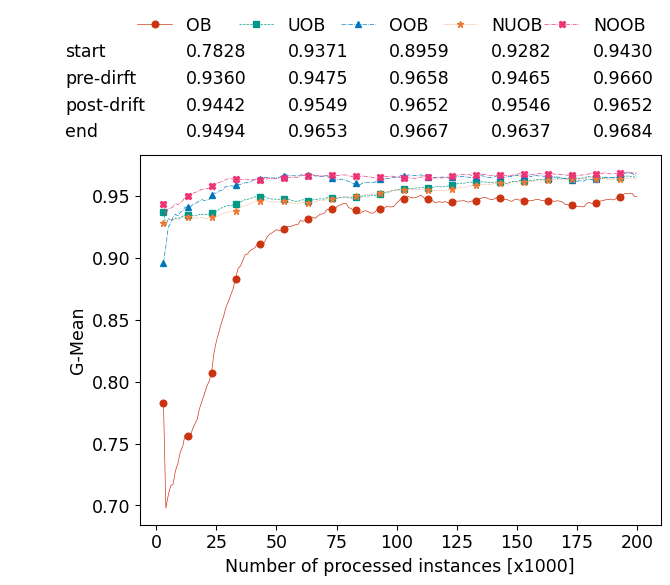 OB UOB OOB NUOB NOOB
start 0.7828 0.9371 0.8959 0.9282 0.9430
pre-dirft 0.9360 0.9475 0.9658 0.9465 0.9660
post-drift 0.9442 0.9549 0.9652 0.9546 0.9652
end 0.9494 0.9653 0.9667 0.9637 0.9684
0.95
0.90
0.85
0.80
0.75
0.70
G-Mean
0 25 50 75 100 125 150 175 200
Number of processed instances [x1000]